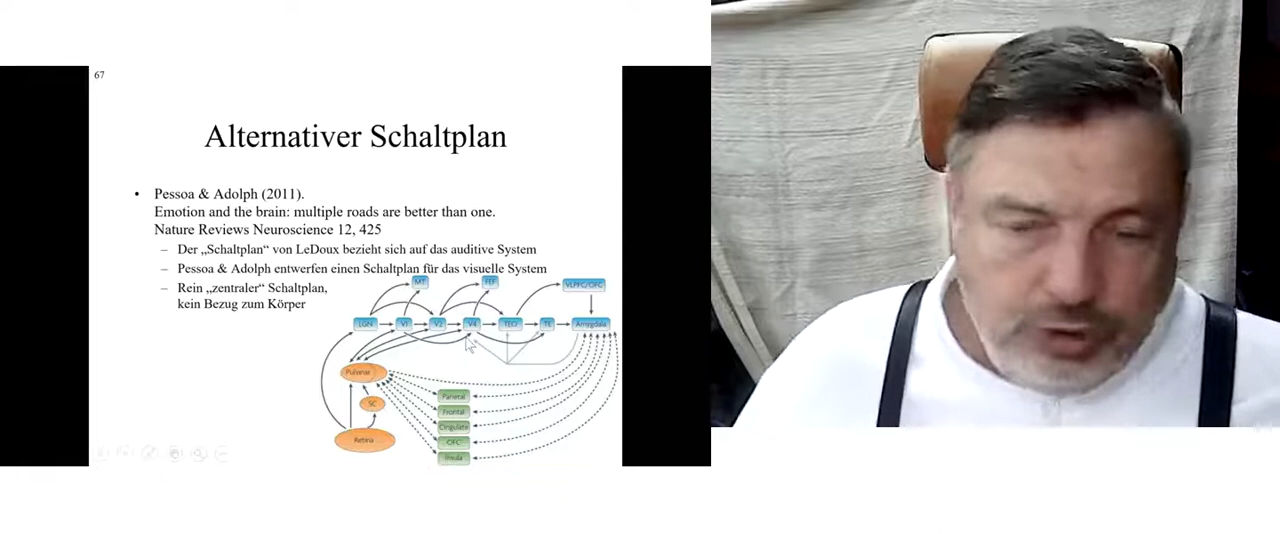 67
Alternativer Schaltplan
• Pessoa & Adolph (2011).
Emotion and the brain: multiple roads are better than one.
Nature Reviews Neuroscience 12, 425
– Der „Schaltplan“ von LeDoux bezieht sich auf das auditive System
– Pessoa & Adolph entwerfen einen Schaltplan für das visuelle System
– Rein „zentraler“ Schaltplan,
kein Bezug zum Körper
MT FEF VLPFC/OFC
LGN V1 V2 V4 TEO TE Amygdala
Pulvinar
SC
Retina
Parietal
Frontal
Cingulate
OFC
Insula